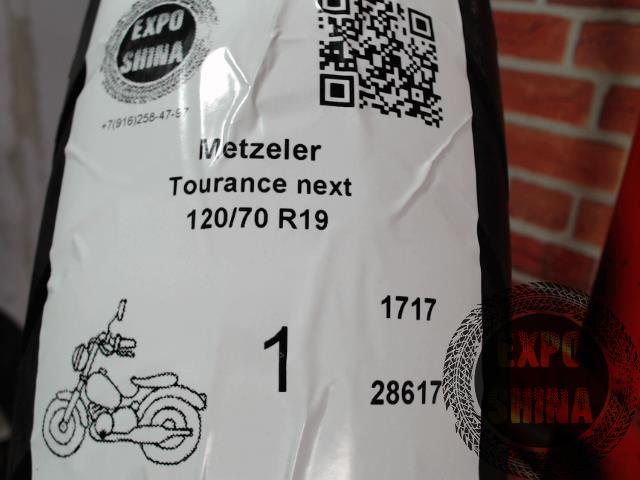 EXPO
SHINA
+7(916)258-47-97
Metzeler
Tourance next
120/70 R19
1717
1
28617
EXPO
SHINA